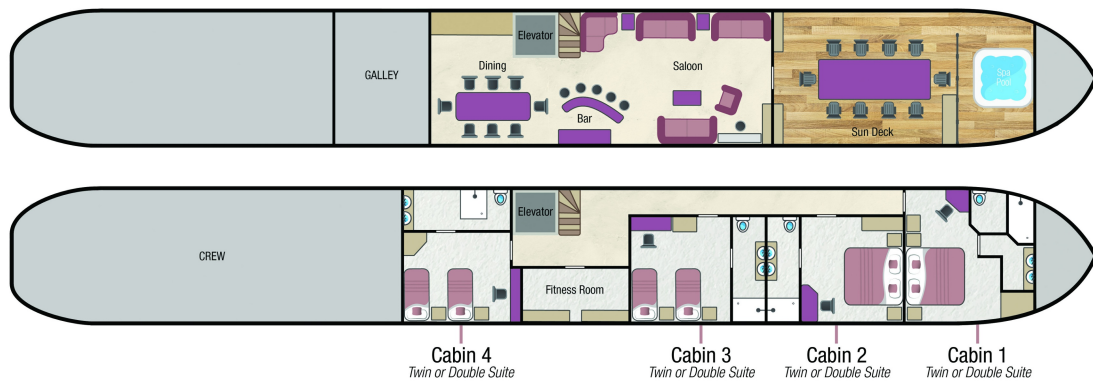 GALLEY
Elevator
Dining
Bar
Saloon
Sun Deck
Spa
Pool
CREW
Elevator
Fitness Room
Cabin 4
Twin or Double Suite
Cabin 3
Twin or Double Suite
Cabin 2
Twin or Double Suite
Cabin 1
Twin or Double Suite